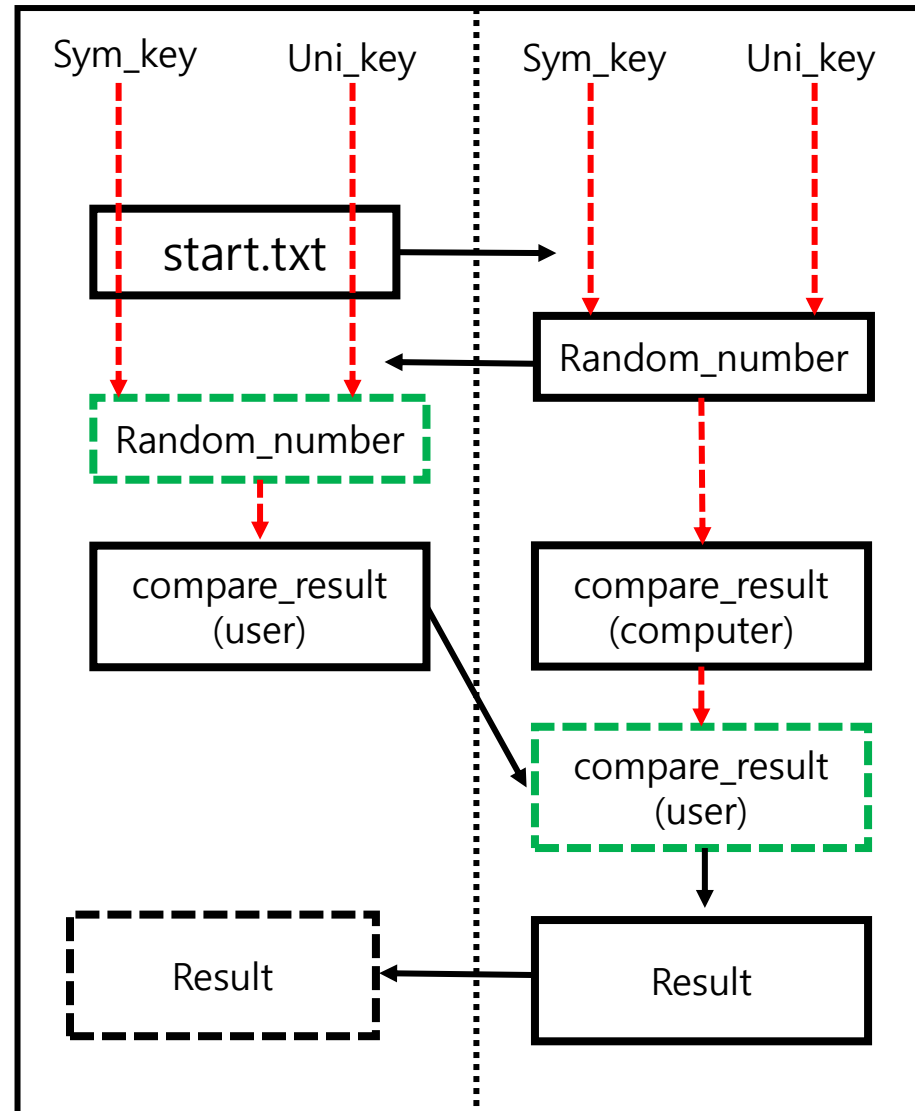 Sym_key
Uni_key
Sym_key
Uni_key
start.txt
Random_number
Random_number
compare_result
(user)
compare_result
(computer)
compare_result
(user)
Result
Result